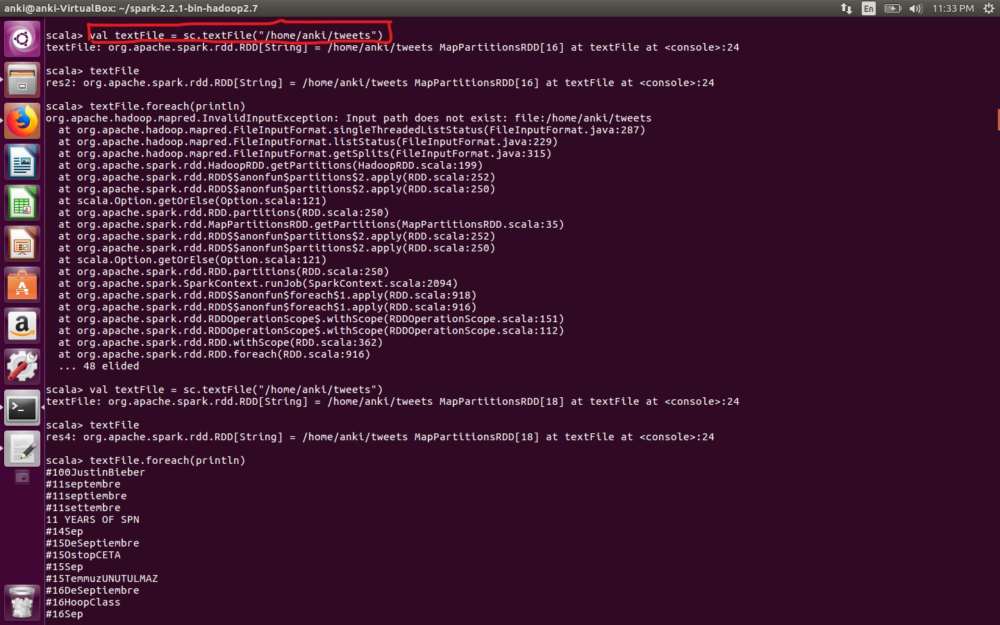 anki@anki-VirtualBox: ~/spark-2.2.1-bin-hadoop2.7
En
11:33 PM
scala> val textFile = sc.textFile("/home/anki/tweets")
textFile: org.apache.spark.rdd.RDD[String] = /home/anki/tweets MapPartitionsRDD[16] at textFile at <console>:24
scala> textFile
res2: org.apache.spark.rdd.RDD[String] = /home/anki/tweets MapPartitionsRDD[16] at textFile at <console>:24
scala> textFile.foreach(println)
org.apache.hadoop.mapred.InvalidInputException: Input path does not exist: file:/home/anki/tweets
at org.apache.hadoop.mapred.FileInputFormat.singleThreadedListStatus(FileInputFormat.java:287)
at org.apache.hadoop.mapred.FileInputFormat.listStatus(FileInputFormat.java:229)
at org.apache.hadoop.mapred.FileInputFormat.getSplits(FileInputFormat.java:315)
at org.apache.spark.rdd.HadoopRDD.getPartitions(HadoopRDD.scala:199)
at org.apache.spark.rdd.RDD$$anonfun$partitions$2.apply(RDD.scala:252)
at org.apache.spark.rdd.RDD$$anonfun$partitions$2.apply(RDD.scala:250)
at scala.Option.getOrElse(Option.scala:121)
at org.apache.spark.rdd.RDD.partitions(RDD.scala:250)
at org.apache.spark.rdd.MapPartitionsRDD.getPartitions(MapPartitionsRDD.scala:35)
at org.apache.spark.rdd.RDD$$anonfun$partitions$2.apply(RDD.scala:252)
at org.apache.spark.rdd.RDD$$anonfun$partitions$2.apply(RDD.scala:250)
at scala.Option.getOrElse(Option.scala:121)
at org.apache.spark.rdd.RDD.partitions(RDD.scala:250)
at org.apache.spark.SparkContext.runJob(SparkContext.scala:2094)
at org.apache.spark.rdd.RDD$$anonfun$foreach$1.apply(RDD.scala:918)
at org.apache.spark.rdd.RDD$$anonfun$foreach$1.apply(RDD.scala:916)
at org.apache.spark.rdd.RDDOperationScope$.withScope(RDDOperationScope.scala:151)
at org.apache.spark.rdd.RDDOperationScope$.withScope(RDDOperationScope.scala:112)
at org.apache.spark.rdd.RDD.withScope(RDD.scala:362)
at org.apache.spark.rdd.RDD.foreach(RDD.scala:916)
... 48 elided
scala> val textFile = sc.textFile("/home/anki/tweets")
textFile: org.apache.spark.rdd.RDD[String] = /home/anki/tweets MapPartitionsRDD[18] at textFile at <console>:24
scala> textFile
res4: org.apache.spark.rdd.RDD[String] = /home/anki/tweets MapPartitionsRDD[18] at textFile at <console>:24
scala> textFile.foreach(println)
#100JustinBieber
#11septembre
#11septiembre
#11settembre
11 YEARS OF SPN
#14Sep
#15DeSeptiembre
#15OstopCETA
#15Sep
#15TemmuzUNUTULMAZ
#16DeSeptiembre
#16HoopClass
#16Sep